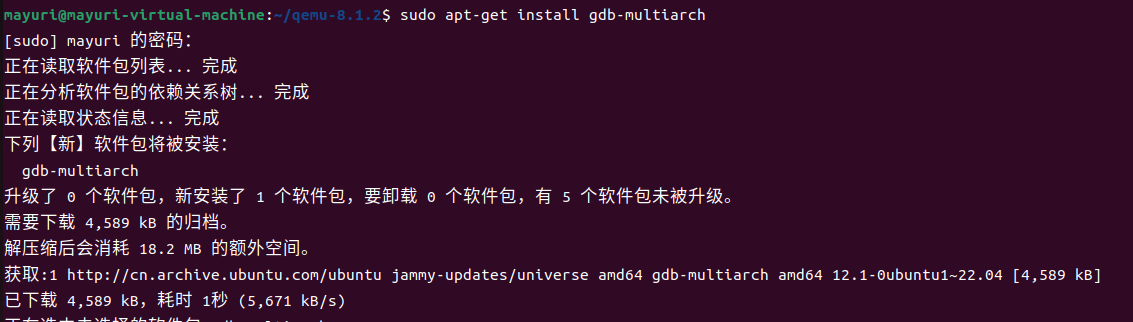 mayuri@mayuri-virtual-machine:~/qemu-8.1.2$ sudo apt-get install gdb-multiarch
[sudo] mayuri 的密码：
正在读取软件包列表... 完成
正在分析软件包的依赖关系树... 完成
正在读取状态信息... 完成
下列【新】软件包将被安装：
  gdb-multiarch
升级了 0 个软件包，新安装了 1 个软件包，要卸载 0 个软件包，有 5 个软件包未被升级。
需要下载 4,589 kB 的归档。
解压缩后会消耗 18.2 MB 的额外空间。
获取:1 http://cn.archive.ubuntu.com/ubuntu jammy-updates/universe amd64 gdb-multiarch amd64 12.1-0ubuntu1~22.04 [4,589 kB]
已下载 4,589 kB，耗时 1秒 (5,671 kB/s)